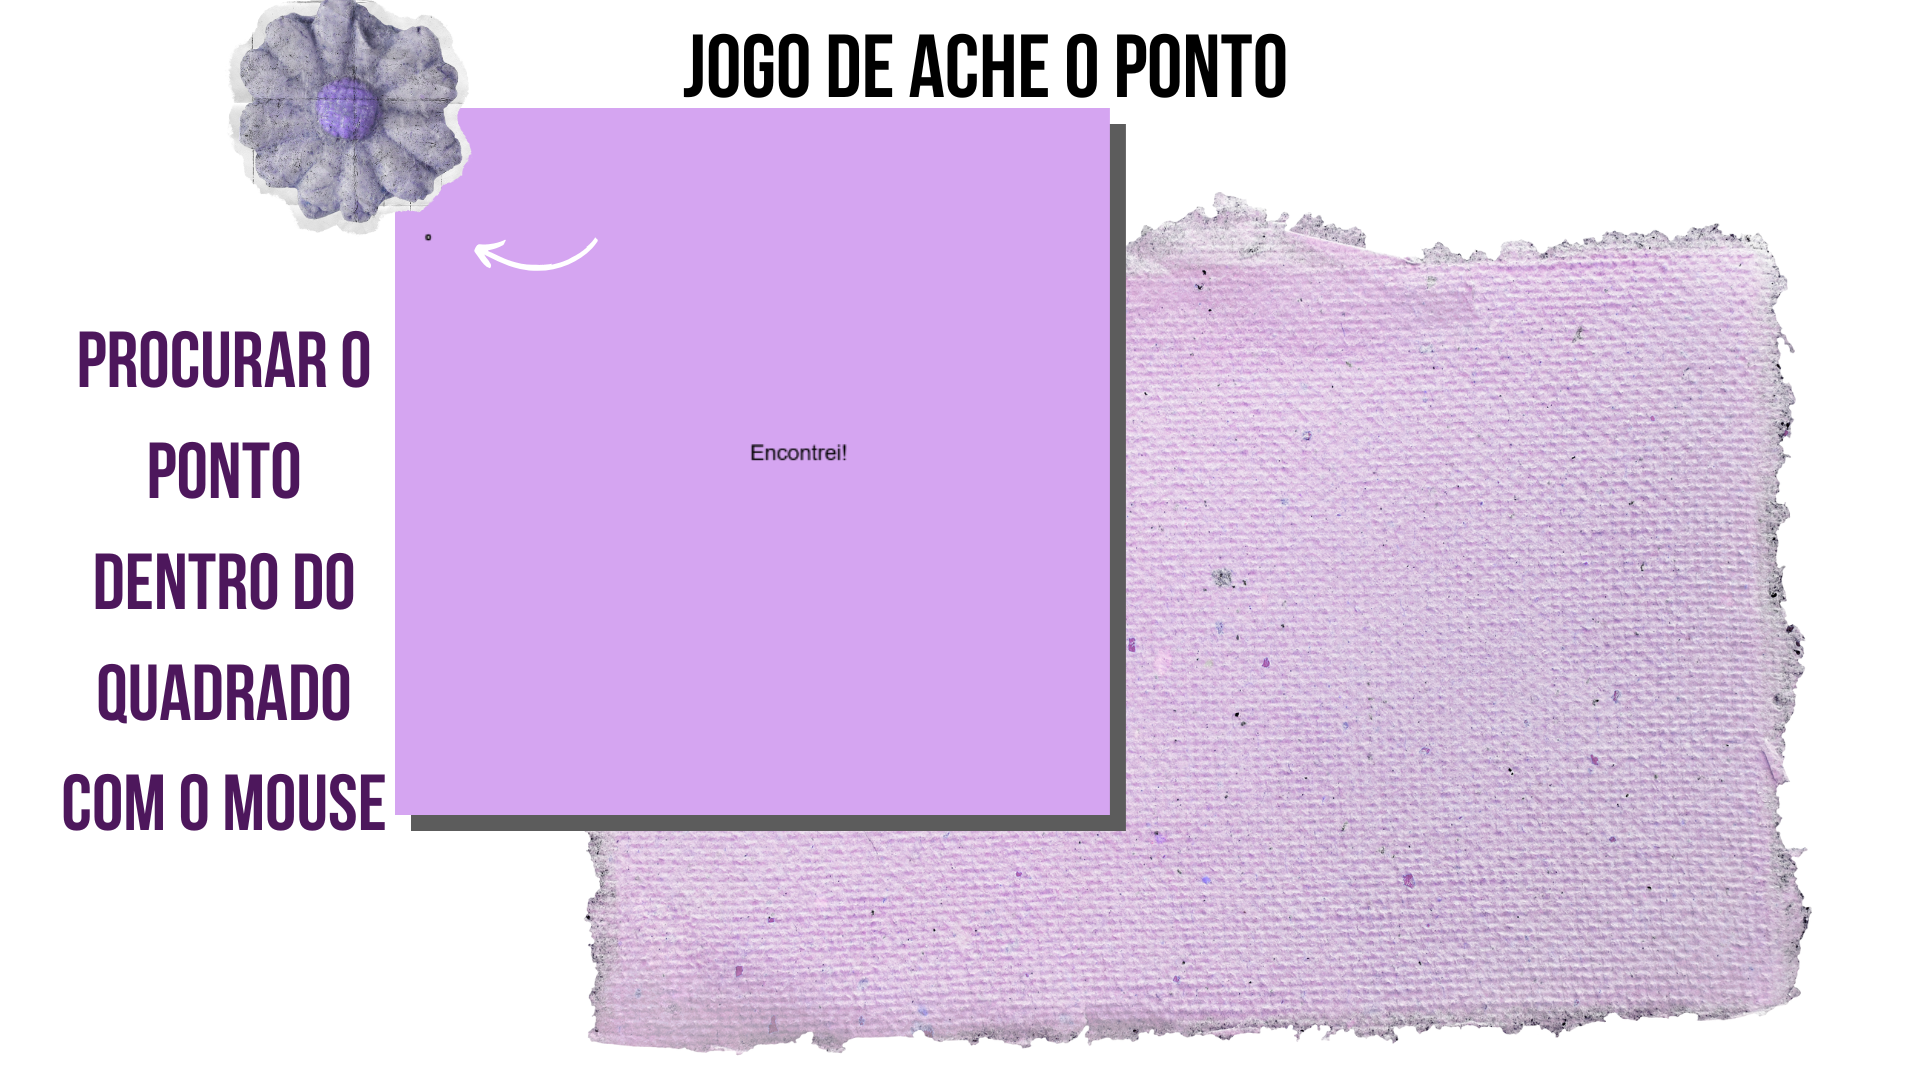 JOGO DE ACHE O PONTO
PROCURAR O
PONTO
DENTRO DO
QUADRADO
COM O MOUSE
Encontrei!